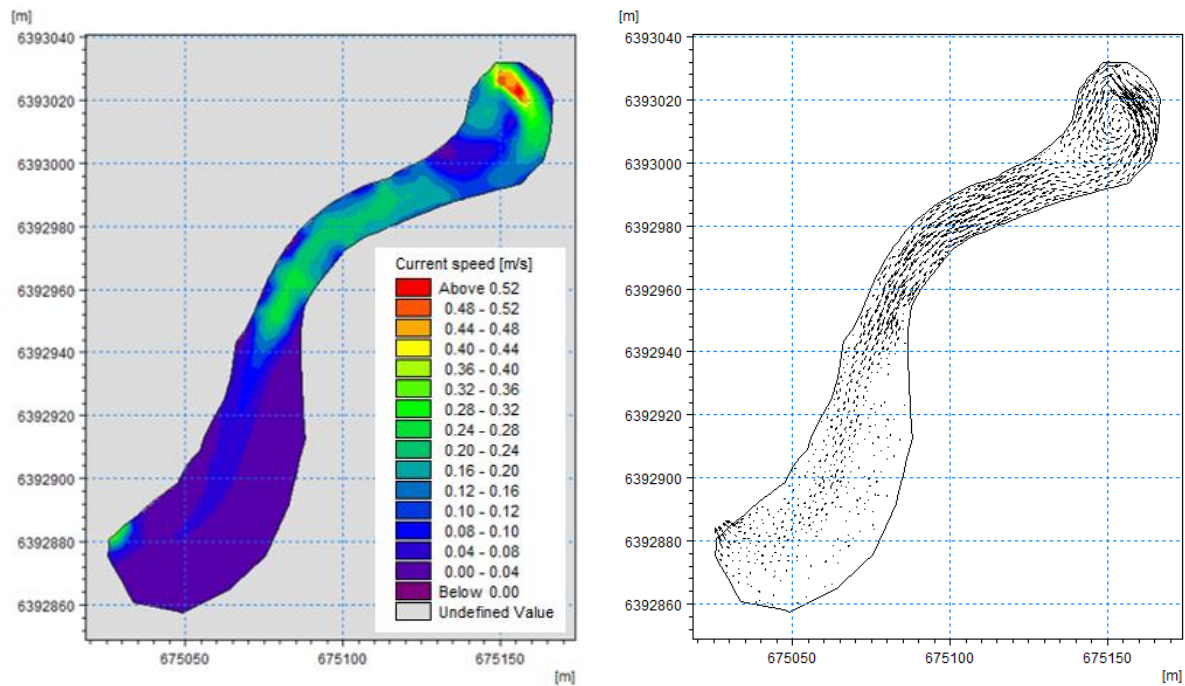 [m]
6393040
6393020
6393000
6392980
6392960
6392940
6392920
6392900
6392880
6392860
675050 675100 675150
[m]
Current speed [m/s]
Above 0.52
0.48 - 0.52
0.44 - 0.48
0.40 - 0.44
0.36 - 0.40
0.32 - 0.36
0.28 - 0.32
0.24 - 0.28
0.20 - 0.24
0.16 - 0.20
0.12 - 0.16
0.10 - 0.12
0.08 - 0.10
0.04 - 0.08
0.00 - 0.04
Below 0.00
Undefined Value
[m]
6393040
6393020
6393000
6392980
6392960
6392940
6392920
6392900
6392880
6392860
675050 675100 675150
[m]